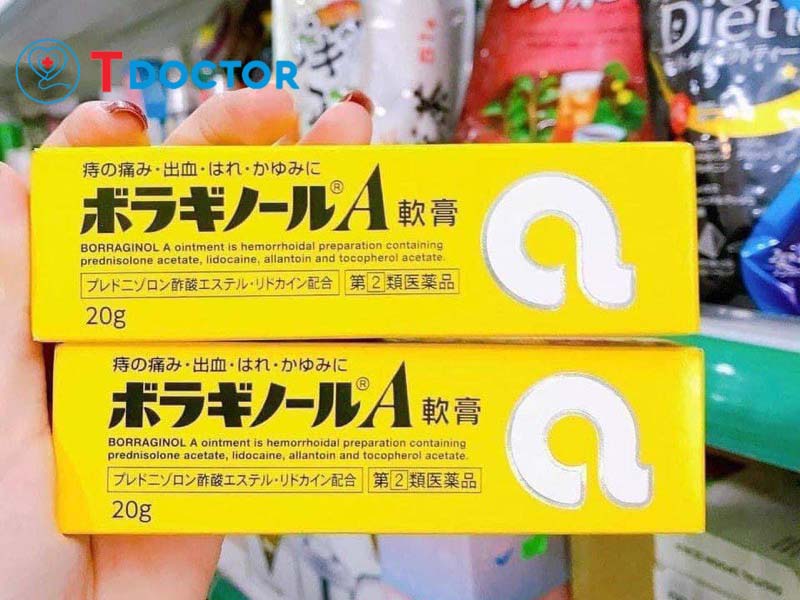 T DOCTOR
Diet
痔の痛み・出血・はれ・かゆみに
ボラギノール®A 軟膏
BORRAGINOL A ointment is hemorrhoidal preparation containing
prednisolone acetate, lidocaine, allantoin and tocopherol acetate.
プレドニゾロン酢酸エステル・リドカイン配合 第②類医薬品
20g
痔の痛み・出血・はれ・かゆみに
ボラギノール®A 軟膏
BORRAGINOL A ointment is hemorrhoidal preparation containing
prednisolone acetate, lidocaine, allantoin and tocopherol acetate.
プレドニゾロン酢酸エステル・リドカイン配合 第②類医薬品
20g